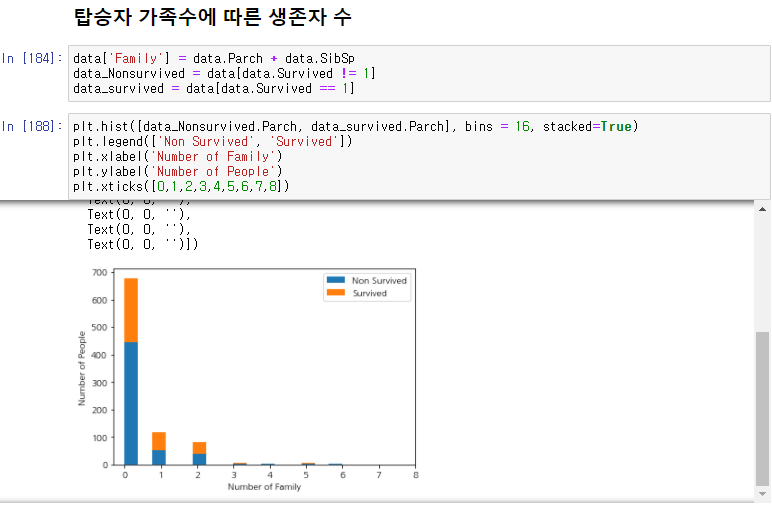 탑승자 가족수에 따른 생존자 수
In [184]:
data['Family'] = data.Parch + data.SibSp
data_Nonsurvived = data[data.Survived != 1]
data_survived = data[data.Survived == 1]
In [188]:
plt.hist([data_Nonsurvived.Parch, data_survived.Parch], bins = 16, stacked=True)
plt.legend(['Non Survived', 'Survived'])
plt.xlabel('Number of Family')
plt.ylabel('Number of People')
plt.xticks([0,1,2,3,4,5,6,7,8])
Text(0, 0, ''),
Text(0, 0, ''),
Text(0, 0, ''),
Text(0, 0, '')])
Non Survived
Survived
Number of People
700
600
500
400
300
200
100
0
0 1 2 3 4 5 6 7 8
Number of Family